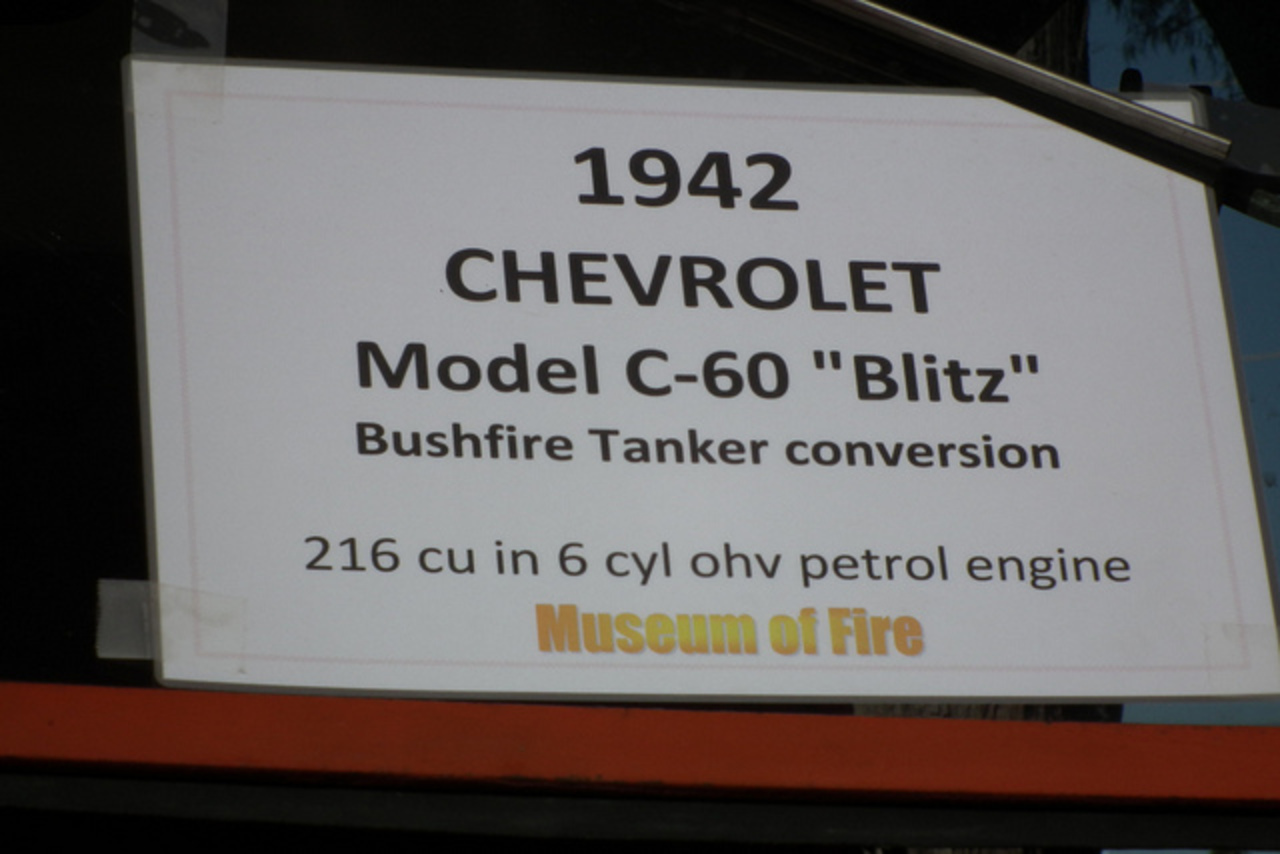 1942
CHEVROLET
Model C-60 "Blitz"
Bushfire Tanker conversion
216 cu in 6 cyl ohv petrol engine
Museum of Fire